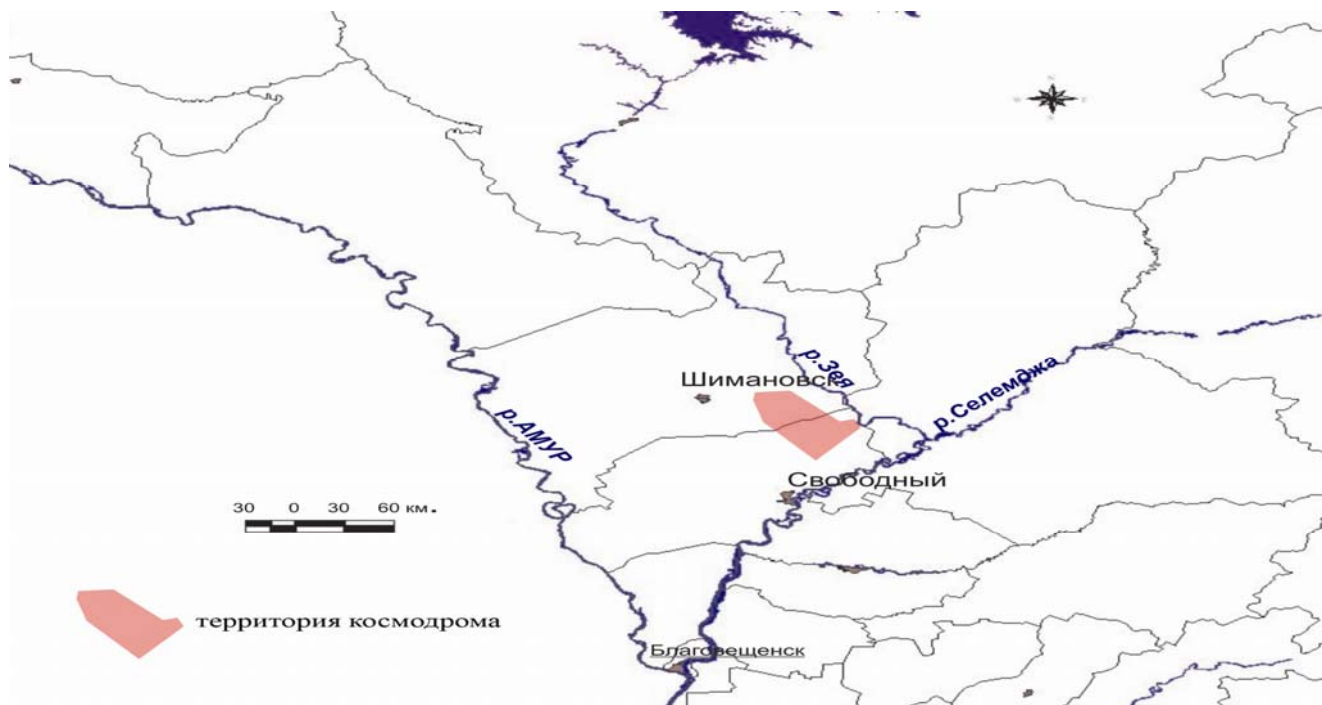 N
W E
S
р.Зея
Шимановск
р.Селемджа
р.АМУР
Свободный
30 0 30 60 км.
территория космодрома
Благовещенск